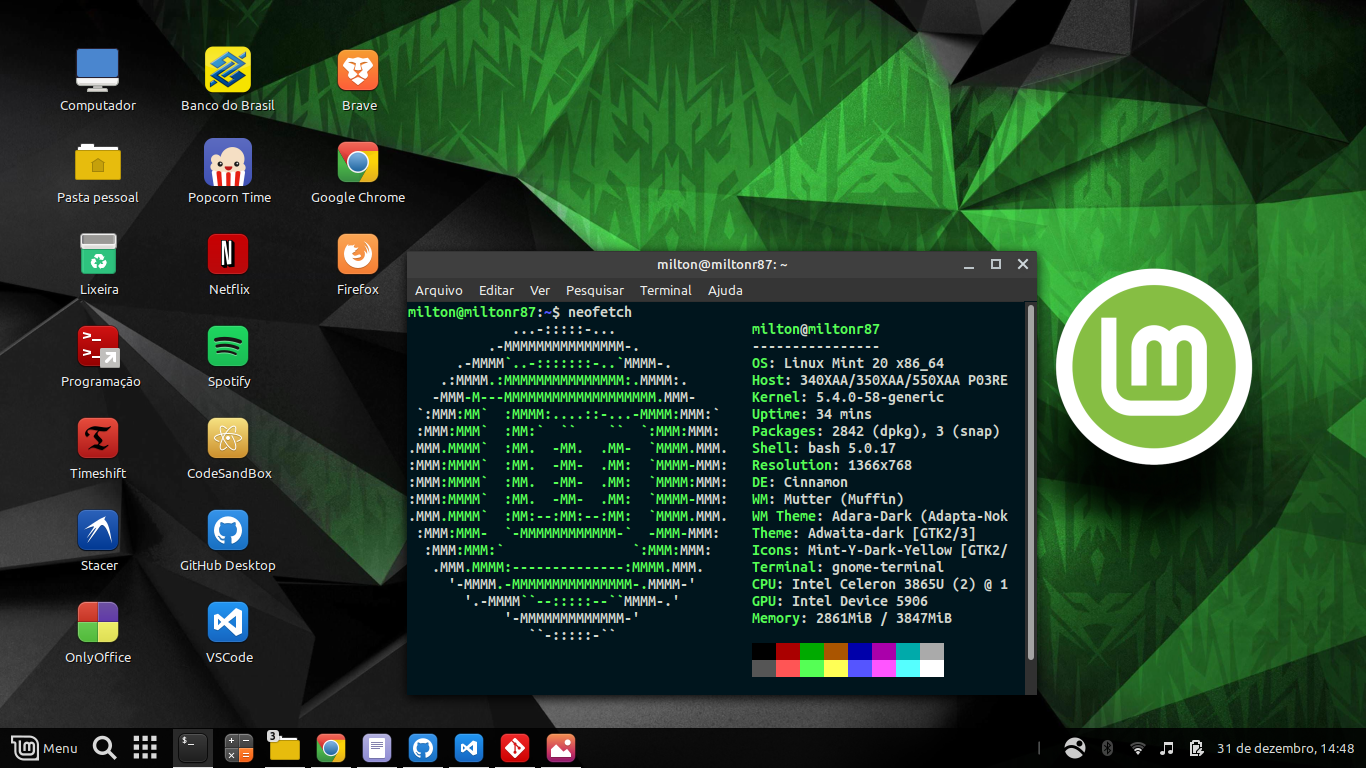 Computador
Banco do Brasil
Brave
Pasta pessoal
Popcorn Time
Google Chrome
Lixeira
Netflix
Firefox
Programação
Spotify
Timeshift
CodeSandBox
Stacer
GitHub Desktop
OnlyOffice
VSCode
milton@miltonr87: ~
Arquivo Editar Ver Pesquisar Terminal Ajuda
milton@miltonr87:~$ neofetch
milton@miltonr87
----------------
OS: Linux Mint 20 x86_64
Host: 340XAA/350XAA/550XAA P03RE
Kernel: 5.4.0-58-generic
Uptime: 34 mins
Packages: 2842 (dpkg), 3 (snap)
Shell: bash 5.0.17
Resolution: 1366x768
DE: Cinnamon
WM: Mutter (Muffin)
WM Theme: Adara-Dark (Adapta-Nok
Theme: Adwaita-dark [GTK2/3]
Icons: Mint-Y-Dark-Yellow [GTK2/
Terminal: gnome-terminal
CPU: Intel Celeron 3865U (2) @ 1
GPU: Intel Device 5906
Memory: 2861MiB / 3847MiB
Menu
3
31 de dezembro, 14:48